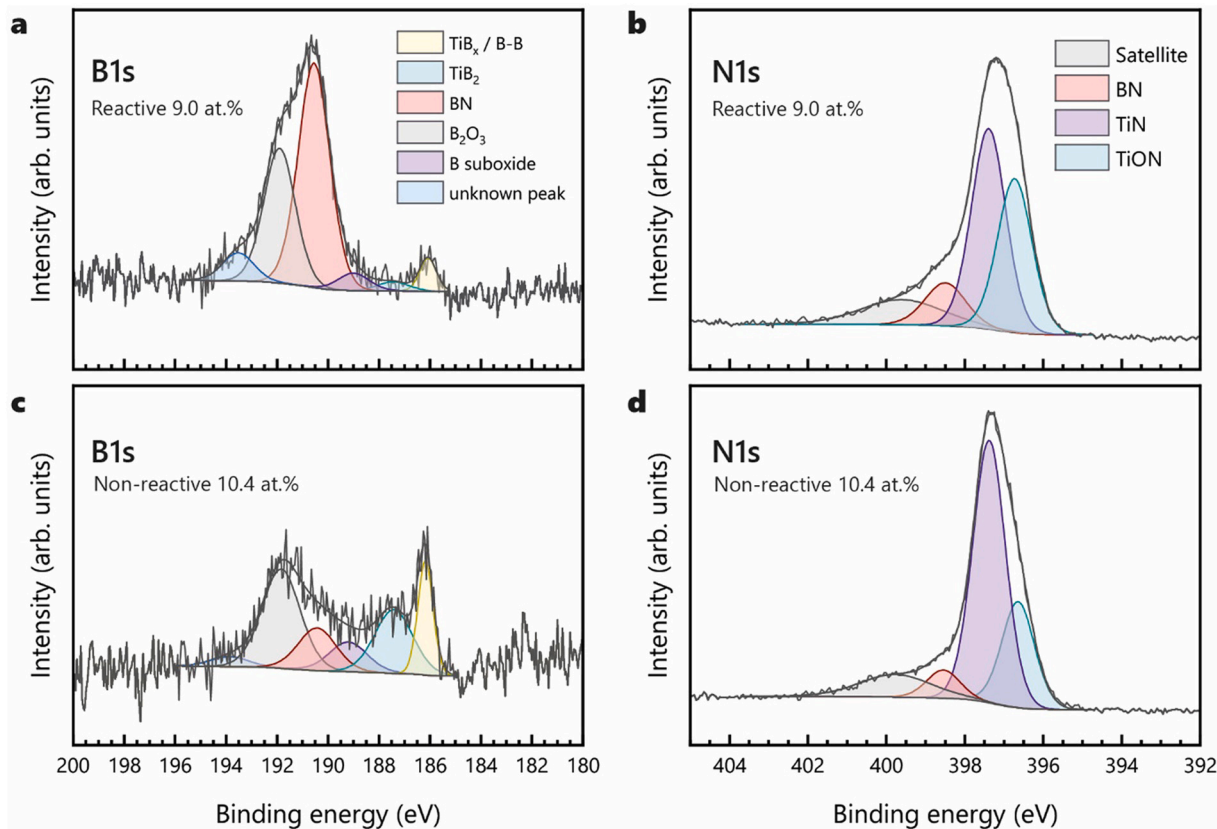 a
B1s
Reactive 9.0 at.%
TiBx / B-B
TiB2
BN
B2O3
B suboxide
unknown peak
Intensity (arb. units)
b
N1s
Reactive 9.0 at.%
Satellite
BN
TiN
TiON
Intensity (arb. units)
c
B1s
Non-reactive 10.4 at.%
Intensity (arb. units)
200 198 196 194 192 190 188 186 184 182 180
Binding energy (eV)
d
N1s
Non-reactive 10.4 at.%
Intensity (arb. units)
404 402 400 398 396 394 392
Binding energy (eV)